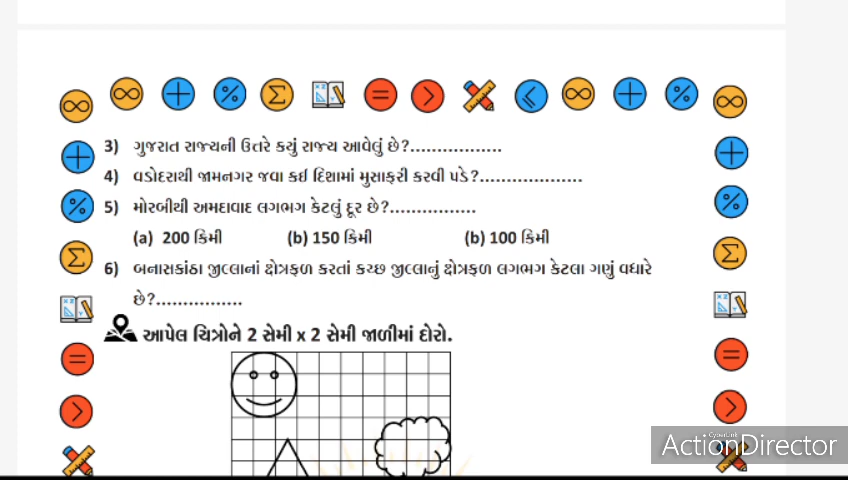 3) ગુજરાત રાજ્યની ઉત્તરે કયું રાજ્ય આવેલું છે?.................
4) વડોદરાથી જામનગર જવા કઈ દિશામાં મુસાફરી કરવી પડે?...................
5) મોરબીથી અમદાવાદ લગભગ કેટલું દૂર છે?................
(a) 200 કિમી (b) 150 કિમી (b) 100 કિમી
6) બનાસકાંઠા જીલ્લાનાં ક્ષેત્રફળ કરતાં કચ્છ જીલ્લાનું ક્ષેત્રફળ લગભગ કેટલા ગણું વધારે
છે?................
આપેલ ચિત્રોને 2 સેમી x 2 સેમી જાળીમાં દોરો.
CyberLink
ActionDirector